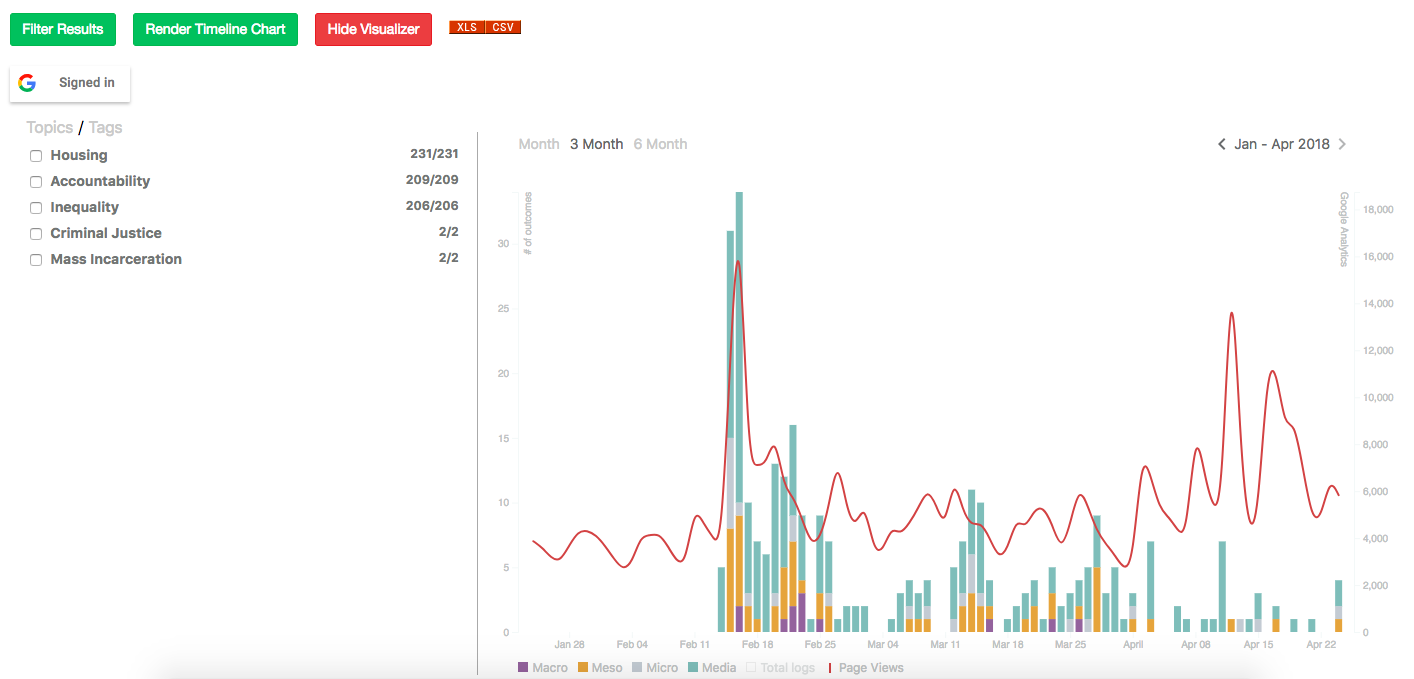 Filter Results Render Timeline Chart Hide Visualizer XLS CSV
Signed in
Topics / Tags
Housing 231/231
Accountability 209/209
Inequality 206/206
Criminal Justice 2/2
Mass Incarceration 2/2
Month 3 Month 6 Month Jan - Apr 2018
# of outcomes
30
25
20
15
10
5
0
Google Analytics
18,000
16,000
14,000
12,000
10,000
8,000
6,000
4,000
2,000
0
Jan 28 Feb 04 Feb 11 Feb 18 Feb 25 Mar 04 Mar 11 Mar 18 Mar 25 April Apr 08 Apr 15 Apr 22
Macro Meso Micro Media Total logs Page Views